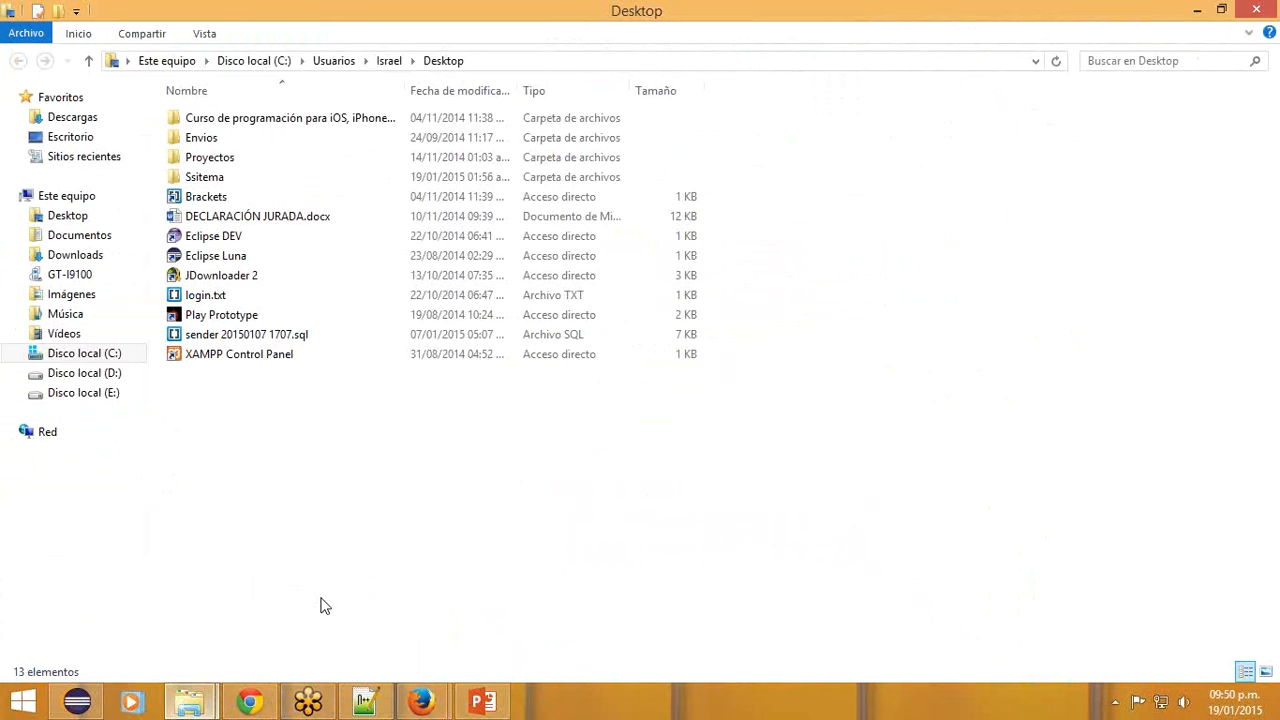 Desktop
Archivo Inicio Compartir Vista
Este equipo Disco local (C:) Usuarios Israel Desktop Buscar en Desktop
Nombre Fecha de modifica... Tipo Tamaño
Favoritos
Descargas
Escritorio
Sitios recientes
Este equipo
Desktop
Documentos
Downloads
GT-I9100
Imágenes
Música
Vídeos
Disco local (C:)
Disco local (D:)
Disco local (E:)
Red
Curso de programación para iOS, iPhone... 04/11/2014 11:38 ... Carpeta de archivos
Envios 24/09/2014 11:17 ... Carpeta de archivos
Proyectos 14/11/2014 01:03 a... Carpeta de archivos
Ssitema 19/01/2015 01:56 a... Carpeta de archivos
Brackets 04/11/2014 11:39 ... Acceso directo 1 KB
DECLARACIÓN JURADA.docx 10/11/2014 09:39 ... Documento de Mi... 12 KB
Eclipse DEV 22/10/2014 06:41 ... Acceso directo 1 KB
Eclipse Luna 23/08/2014 02:29 ... Acceso directo 1 KB
JDownloader 2 13/10/2014 07:35 ... Acceso directo 3 KB
login.txt 22/10/2014 06:47 ... Archivo TXT 1 KB
Play Prototype 19/08/2014 10:24 ... Acceso directo 2 KB
sender 20150107 1707.sql 07/01/2015 05:07 ... Archivo SQL 7 KB
XAMPP Control Panel 31/08/2014 04:52 ... Acceso directo 1 KB
13 elementos
09:50 p.m.
19/01/2015